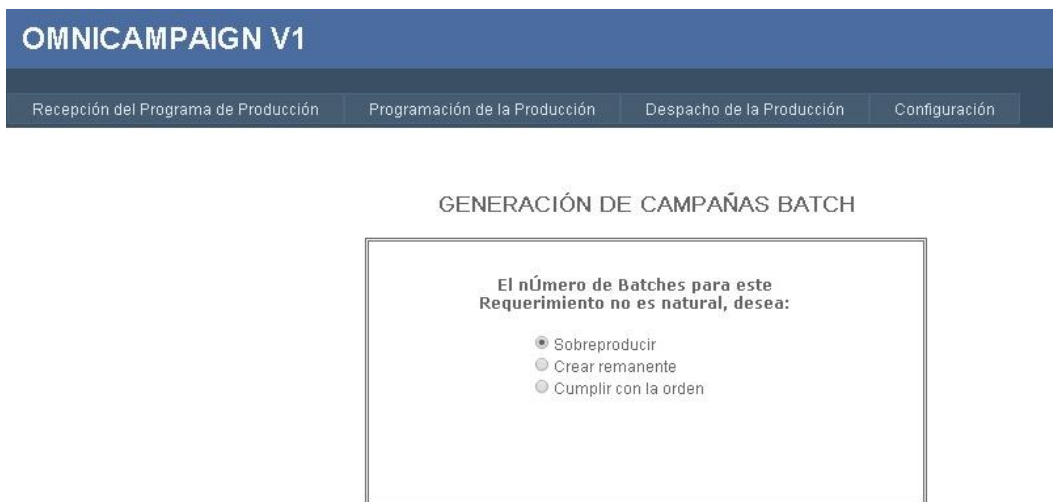 OMNICAMPAIGN V1
Recepción del Programa de Producción Programación de la Producción Despacho de la Producción Configuración
GENERACIÓN DE CAMPAÑAS BATCH
El nÚmero de Batches para este
Requerimiento no es natural, desea:
Sobreproducir
Crear remanente
Cumplir con la orden